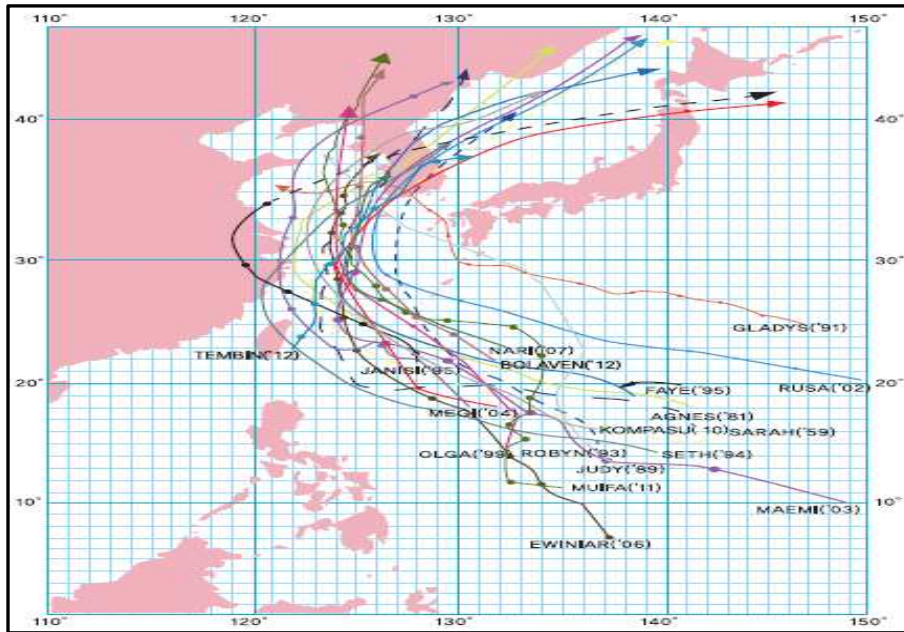 110° 120° 130° 140° 150°
40° 40°
30° 30°
GLADYS('91)
NARI('07)
TEMBIN('12) BOLAVEN('12)
JANISI('95) RUSA('02)
20° FAYE('95) 20°
MEGI('04) AGNES('81)
KOMPASU('10) SARAH('59)
OLGA('99) ROBYN('93) SETH('94)
JUDY('89)
MUIFA('11)
10° MAEMI('03) 10°
EWINIAR('06)
110° 120° 130° 140° 150°